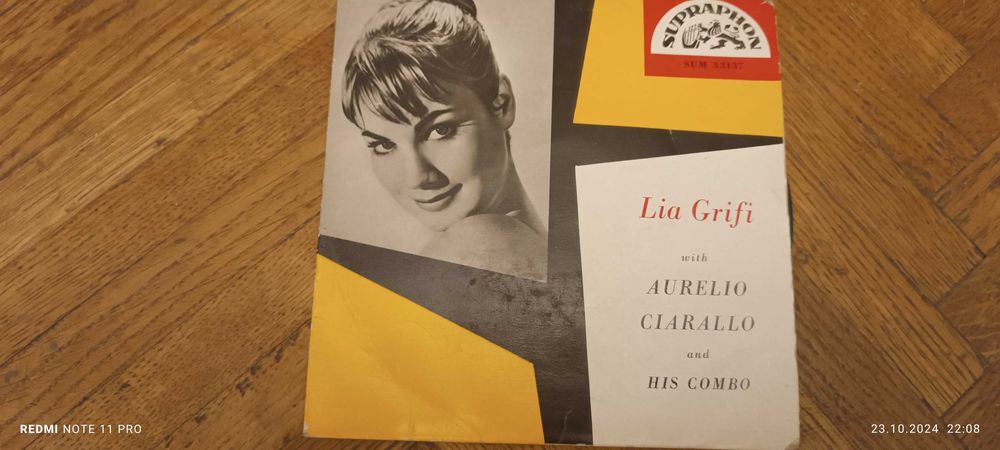 SUPRAPHON
SUM 33137
Lia Grifi
with
AURELIO
CIARALLO
and
HIS COMBO
REDMI NOTE 11 PRO
23.10.2024 22:08